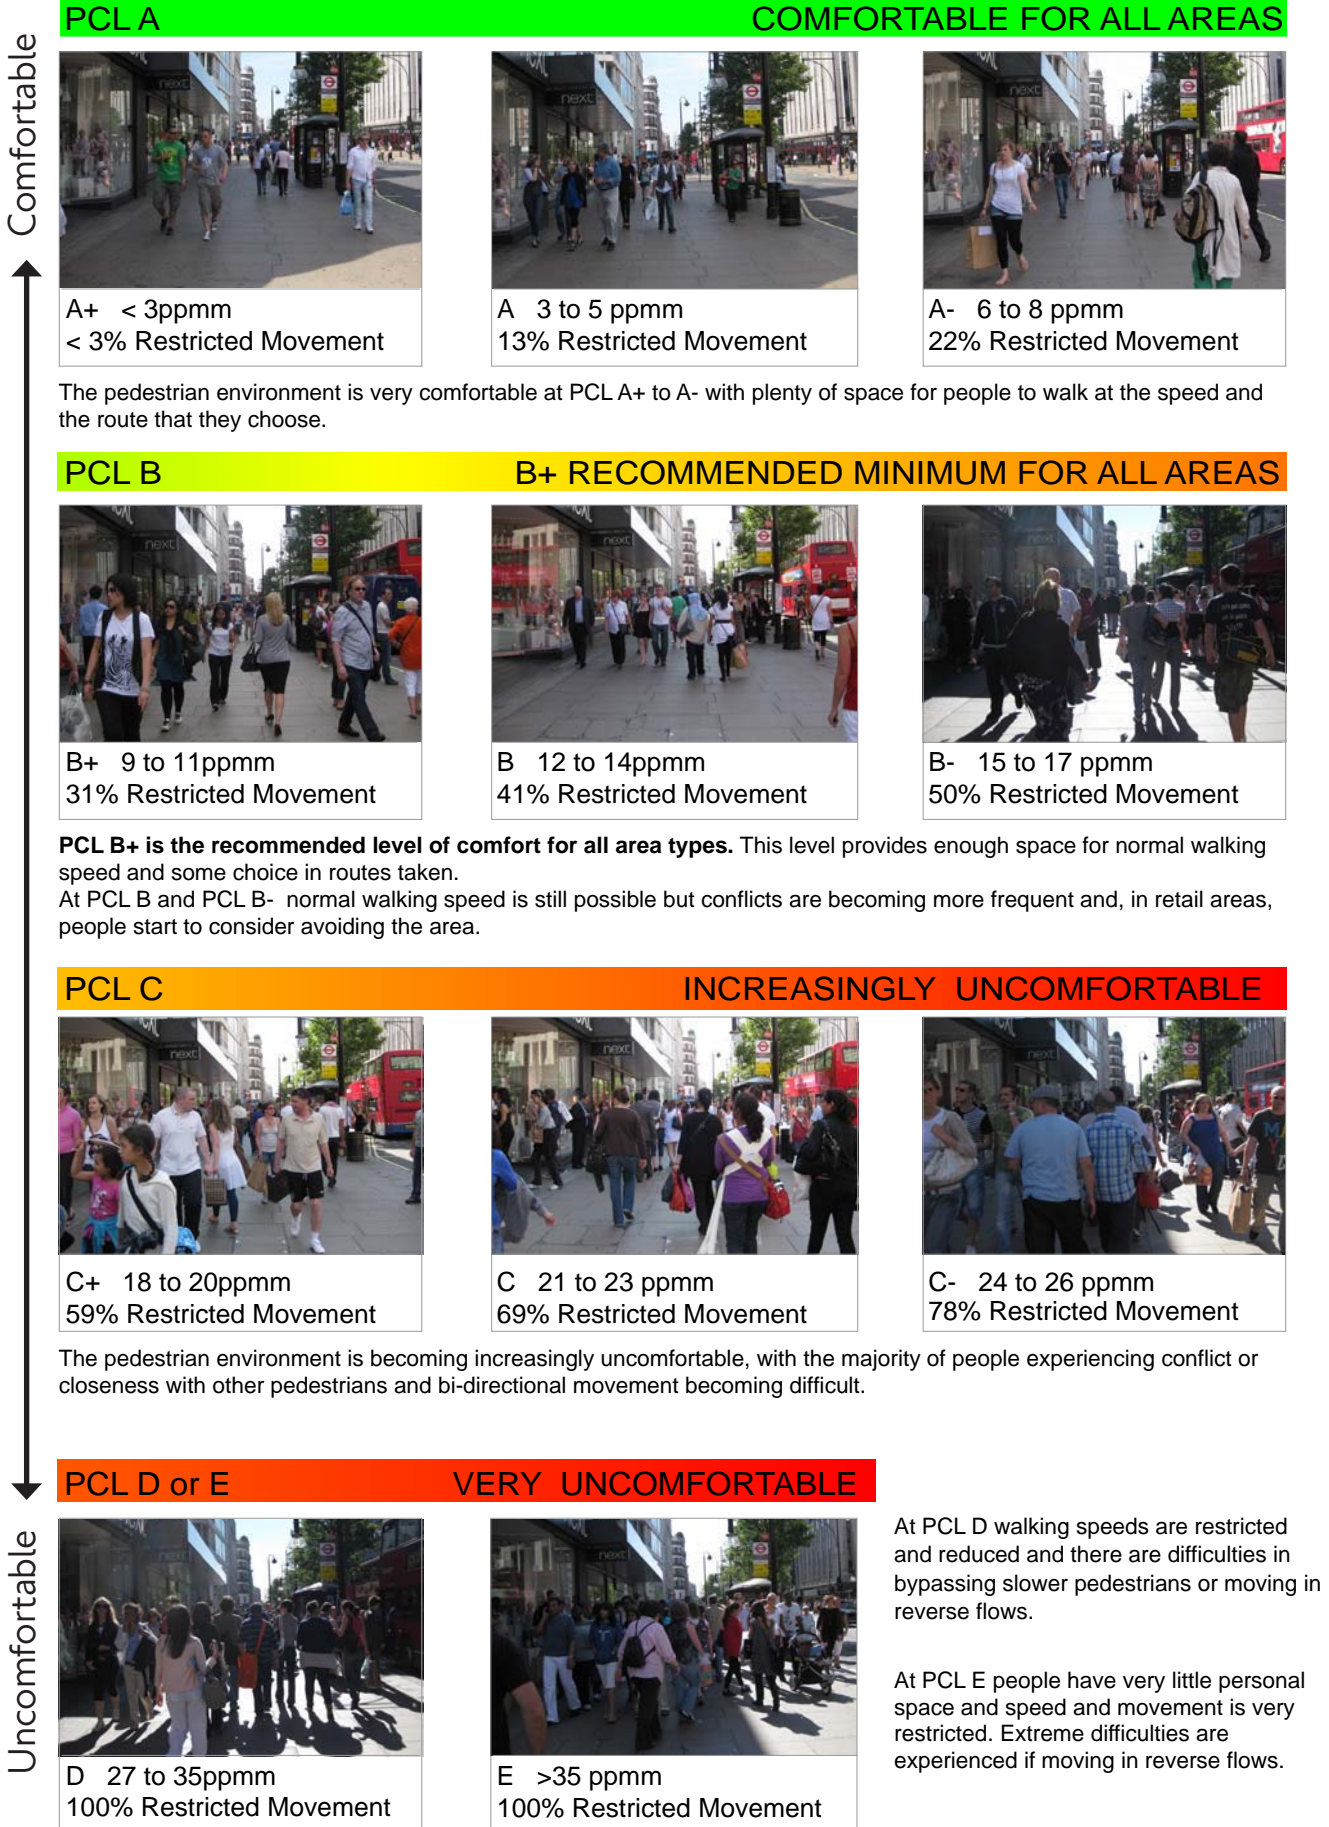 Comfortable
PCL A COMFORTABLE FOR ALL AREAS
next
next
next
A+ < 3ppmm
< 3% Restricted Movement
A 3 to 5 ppmm
13% Restricted Movement
A- 6 to 8 ppmm
22% Restricted Movement
The pedestrian environment is very comfortable at PCL A+ to A- with plenty of space for people to walk at the speed and
the route that they choose.
PCL B B+ RECOMMENDED MINIMUM FOR ALL AREAS
next
next
next
B+ 9 to 11ppmm
31% Restricted Movement
B 12 to 14ppmm
41% Restricted Movement
B- 15 to 17 ppmm
50% Restricted Movement
PCL B+ is the recommended level of comfort for all area types. This level provides enough space for normal walking
speed and some choice in routes taken.
At PCL B and PCL B- normal walking speed is still possible but conflicts are becoming more frequent and, in retail areas,
people start to consider avoiding the area.
PCL C INCREASINGLY UNCOMFORTABLE
next
next
next
C+ 18 to 20ppmm
59% Restricted Movement
C 21 to 23 ppmm
69% Restricted Movement
C- 24 to 26 ppmm
78% Restricted Movement
The pedestrian environment is becoming increasingly uncomfortable, with the majority of people experiencing conflict or
closeness with other pedestrians and bi-directional movement becoming difficult.
Uncomfortable
PCL D or E VERY UNCOMFORTABLE
next
next
D 27 to 35ppmm
100% Restricted Movement
E >35 ppmm
100% Restricted Movement
At PCL D walking speeds are restricted
and reduced and there are difficulties in
bypassing slower pedestrians or moving in
reverse flows.
At PCL E people have very little personal
space and speed and movement is very
restricted. Extreme difficulties are
experienced if moving in reverse flows.